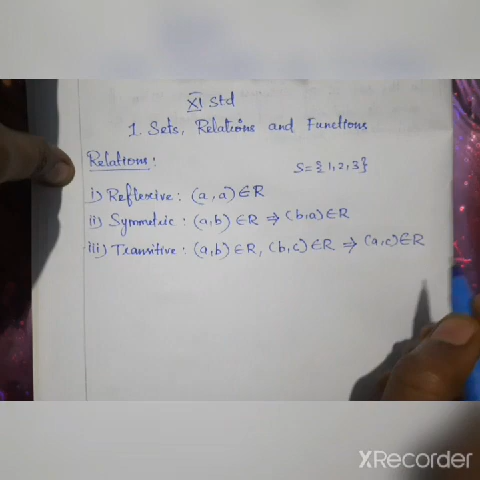 XI Std
1. Sets, Relations and Functions
Relations:
S = {1, 2, 3}
i) Reflexive: (a, a) ∈ R
ii) Symmetric: (a, b) ∈ R ⇒ (b, a) ∈ R
iii) Transitive: (a, b) ∈ R, (b, c) ∈ R ⇒ (a, c) ∈ R
XRecorder